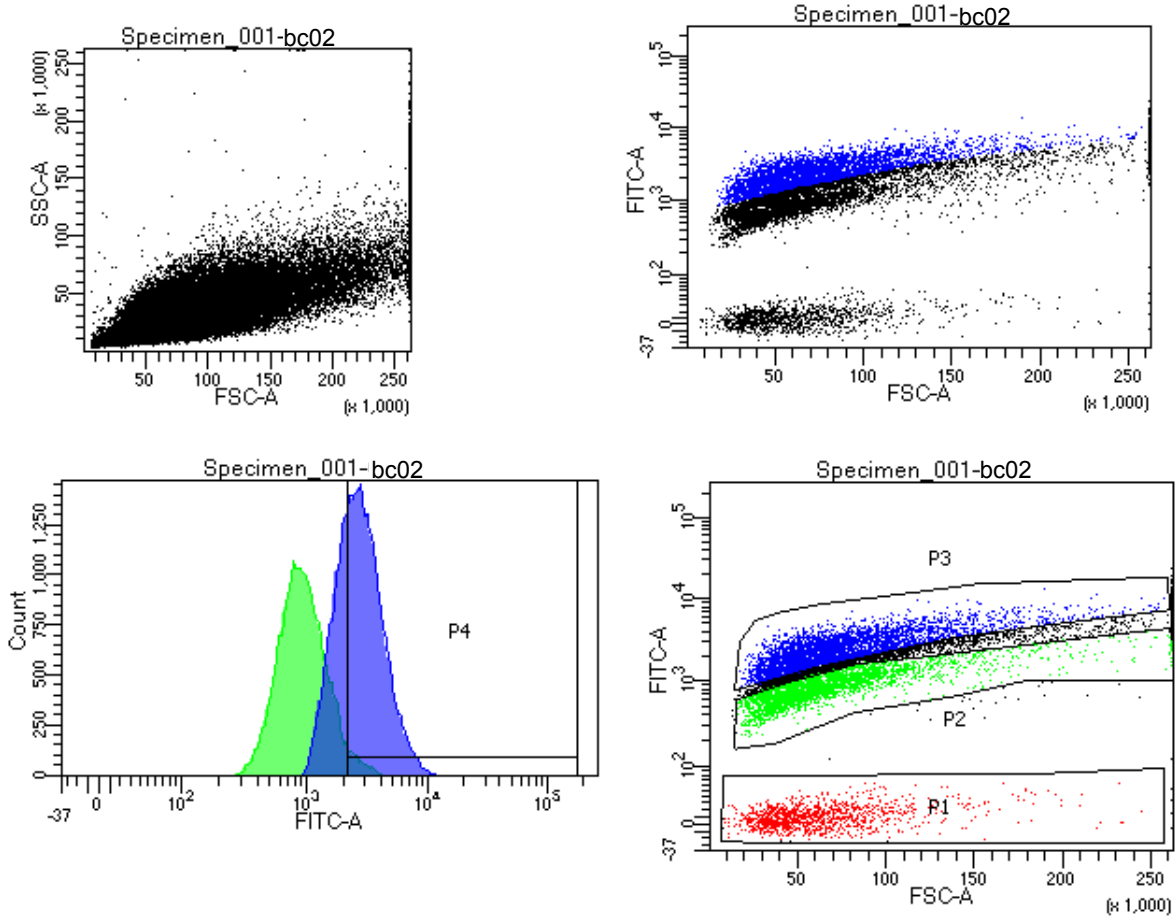 Specimen_001-bc02
(x 1,000)
SSC-A
250
200
150
100
50
50 100 150 200 250
FSC-A
(x 1,000)
Specimen_001-bc02
FITC-A
10^5
10^4
10^3
10^2
0
-37
50 100 150 200 250
FSC-A
(x 1,000)
Specimen_001-bc02
Count
1,250
1,000
750
500
250
0
P4
-37 0 10^2 10^3 10^4 10^5
FITC-A
Specimen_001-bc02
FITC-A
10^5
10^4
10^3
10^2
0
-37
P3
P2
P1
50 100 150 200 250
FSC-A
(x 1,000)